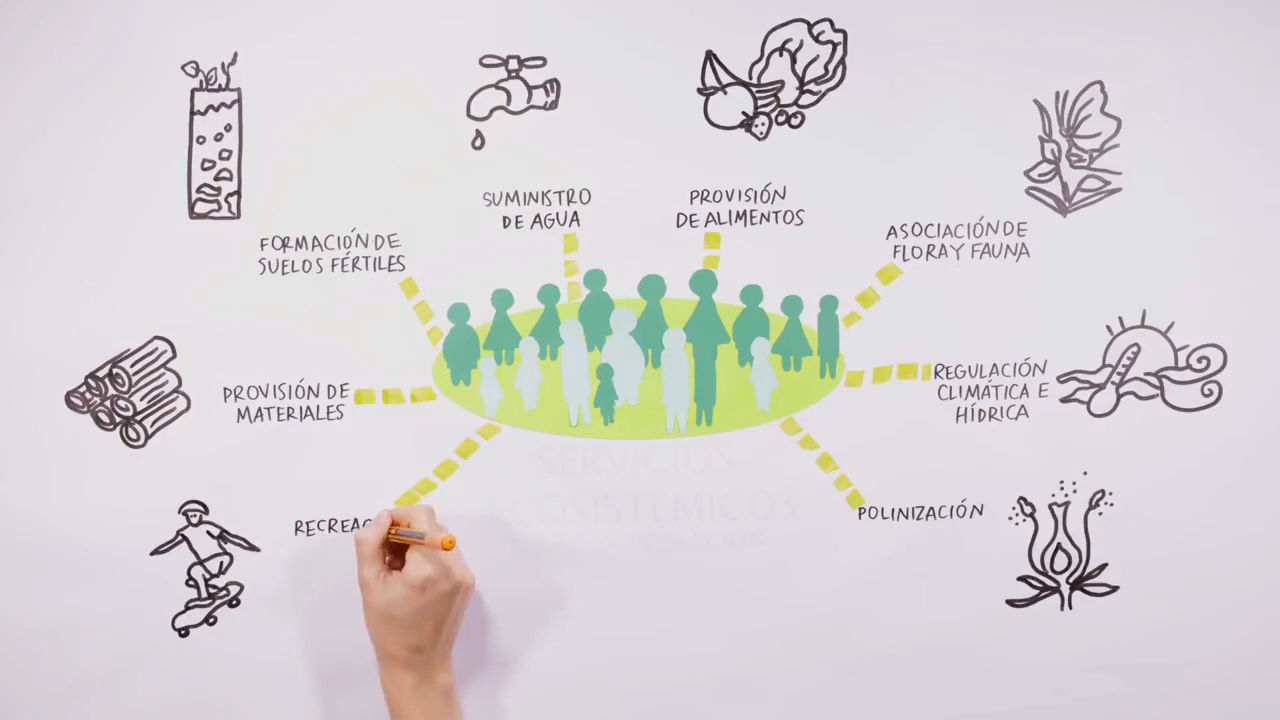 SUMINISTRO
DE AGUA
PROVISIÓN
DE ALIMENTOS
FORMACIÓN DE
SUELOS FÉRTILES
ASOCIACIÓN DE
FLORA Y FAUNA
PROVISIÓN DE
MATERIALES
REGULACIÓN
CLIMÁTICA E
HÍDRICA
SERVICIOS
POLINIZACIÓN